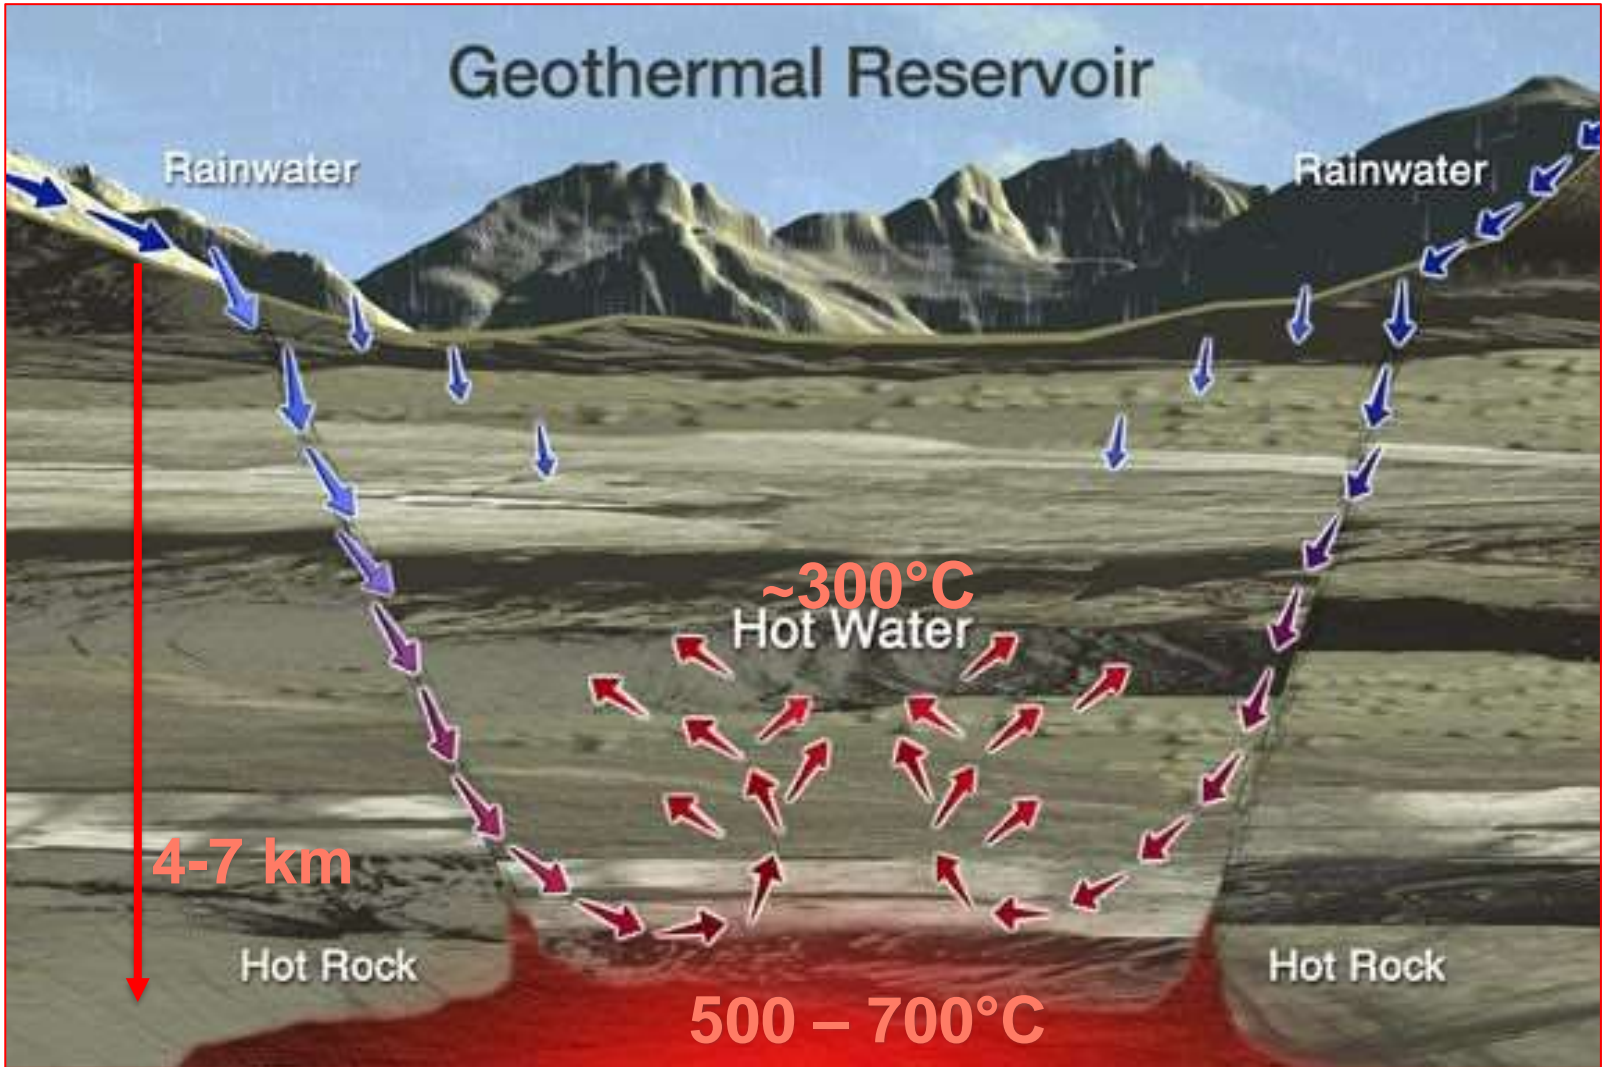 Geothermal Reservoir
Rainwater
Rainwater
~300°C
Hot Water
4-7 km
Hot Rock
Hot Rock
500 – 700°C